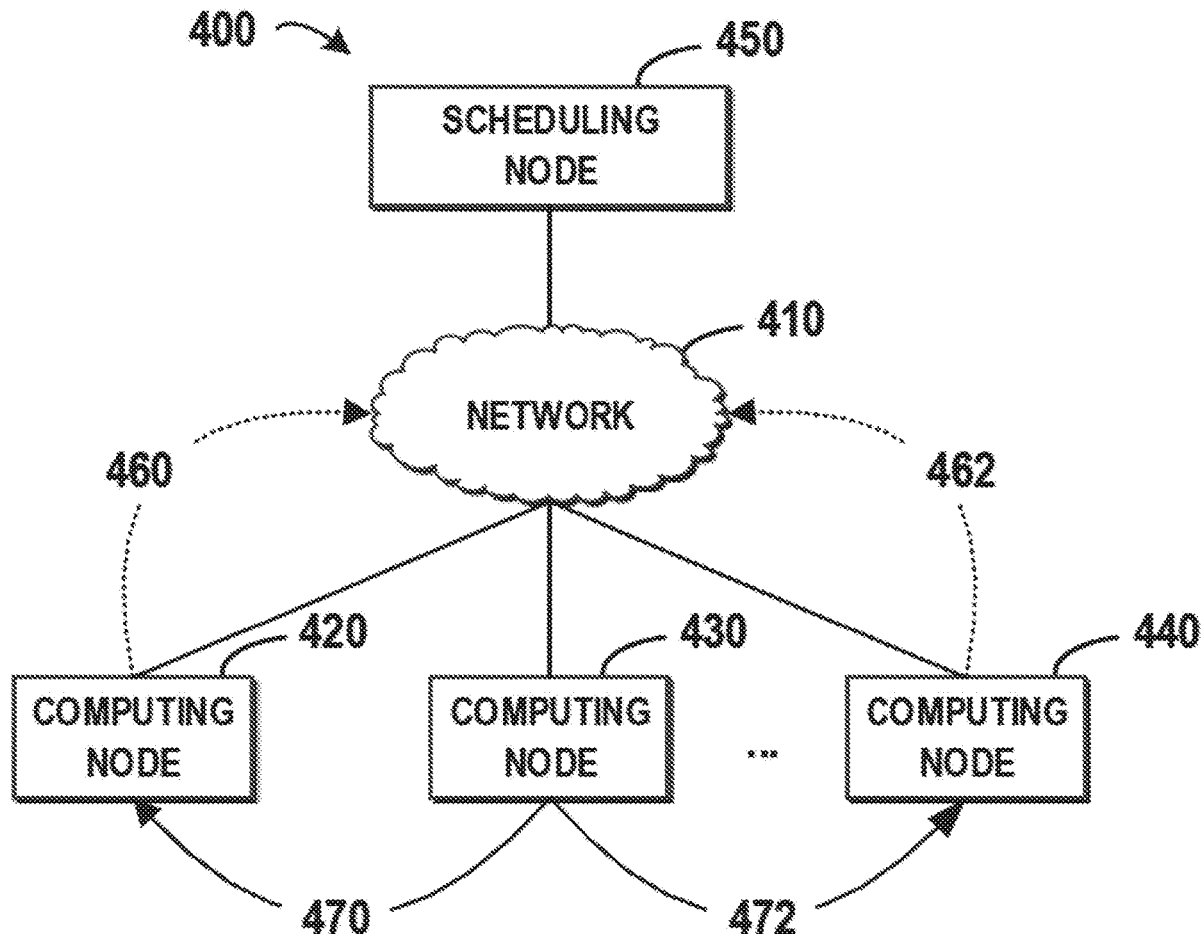 400
450
SCHEDULING
NODE
410
NETWORK
460
462
420
430
440
COMPUTING
NODE
COMPUTING
NODE
...
COMPUTING
NODE
470
472